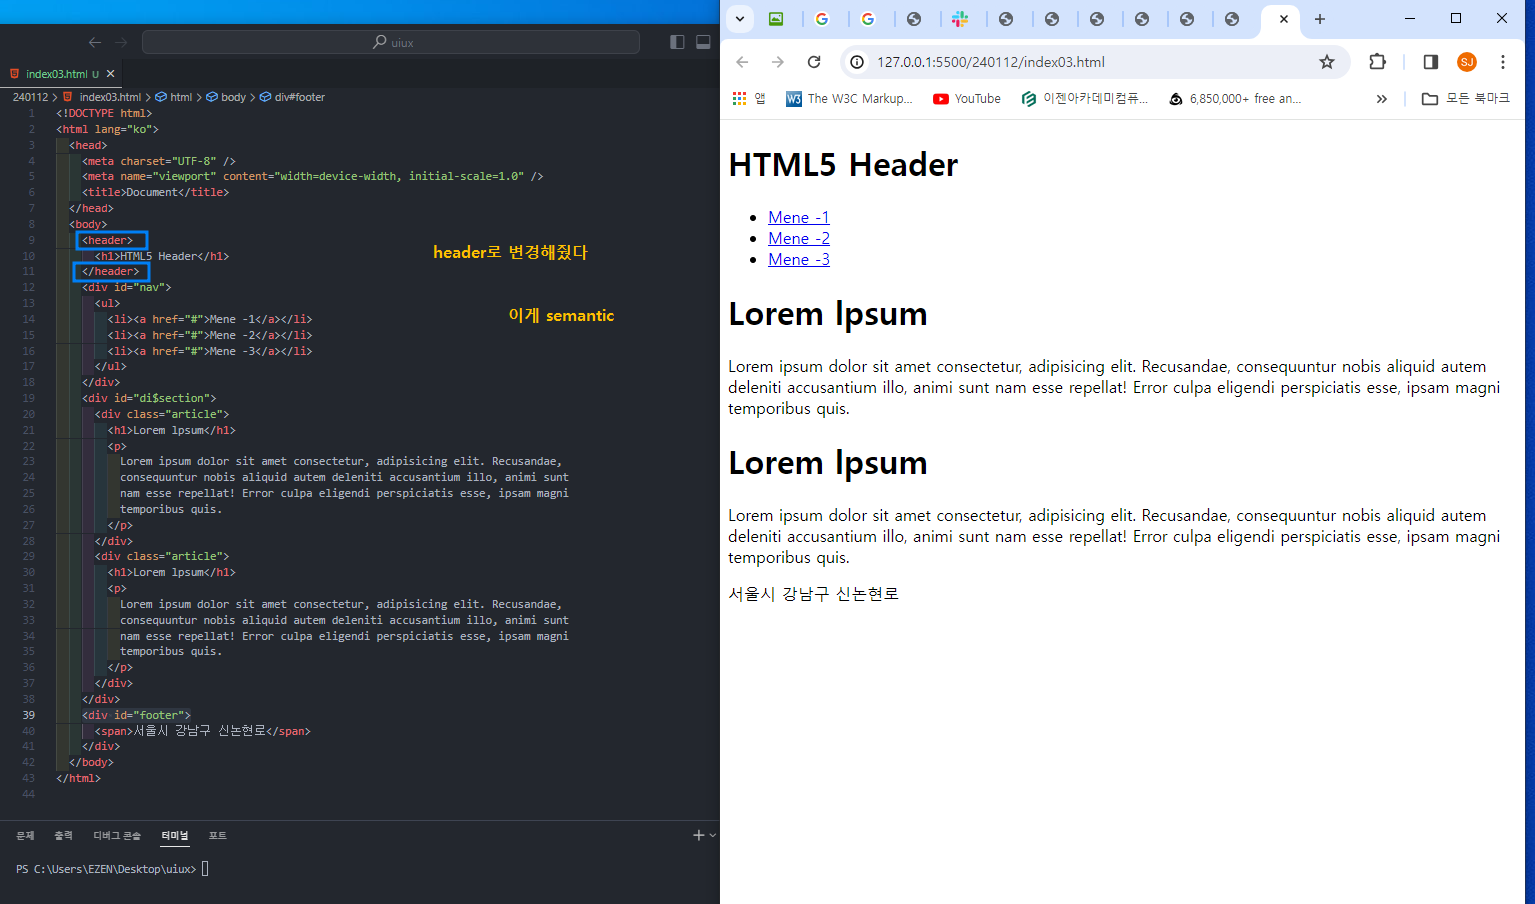 uiux
index03.html U
240112 > index03.html > html > body > div#footer
1 <!DOCTYPE html>
2 <html lang="ko">
3 <head>
4 <meta charset="UTF-8" />
5 <meta name="viewport" content="width=device-width, initial-scale=1.0" />
6 <title>Document</title>
7 </head>
8 <body>
9 <header>
10 <h1>HTML5 Header</h1>
11 </header>
12 <div id="nav">
13 <ul>
14 <li><a href="#">Mene -1</a></li>
15 <li><a href="#">Mene -2</a></li>
16 <li><a href="#">Mene -3</a></li>
17 </ul>
18 </div>
19 <div id="di$section">
20 <div class="article">
21 <h1>Lorem lpsum</h1>
22 <p>
23 Lorem ipsum dolor sit amet consectetur, adipisicing elit. Recusandae,
24 consequuntur nobis aliquid autem deleniti accusantium illo, animi sunt
25 nam esse repellat! Error culpa eligendi perspiciatis esse, ipsam magni
26 temporibus quis.
27 </p>
28 </div>
29 <div class="article">
30 <h1>Lorem lpsum</h1>
31 <p>
32 Lorem ipsum dolor sit amet consectetur, adipisicing elit. Recusandae,
33 consequuntur nobis aliquid autem deleniti accusantium illo, animi sunt
34 nam esse repellat! Error culpa eligendi perspiciatis esse, ipsam magni
35 temporibus quis.
36 </p>
37 </div>
38 </div>
39 <div id="footer">
40 <span>서울시 강남구 신논현로</span>
41 </div>
42 </body>
43 </html>
44
header로 변경해줬다
이게 semantic
문제 출력 디버그 콘솔 터미널 포트
PS C:\Users\EZEN\Desktop\uiux>
127.0.0.1:5500/240112/index03.html
SJ
앱 W3 The W3C Markup... YouTube 이젠아카데미컴퓨... 6,850,000+ free an... » 모든 북마크
HTML5 Header
Mene -1
Mene -2
Mene -3
Lorem lpsum
Lorem ipsum dolor sit amet consectetur, adipisicing elit. Recusandae, consequuntur nobis aliquid autem
deleniti accusantium illo, animi sunt nam esse repellat! Error culpa eligendi perspiciatis esse, ipsam magni
temporibus quis.
Lorem lpsum
Lorem ipsum dolor sit amet consectetur, adipisicing elit. Recusandae, consequuntur nobis aliquid autem
deleniti accusantium illo, animi sunt nam esse repellat! Error culpa eligendi perspiciatis esse, ipsam magni
temporibus quis.
서울시 강남구 신논현로